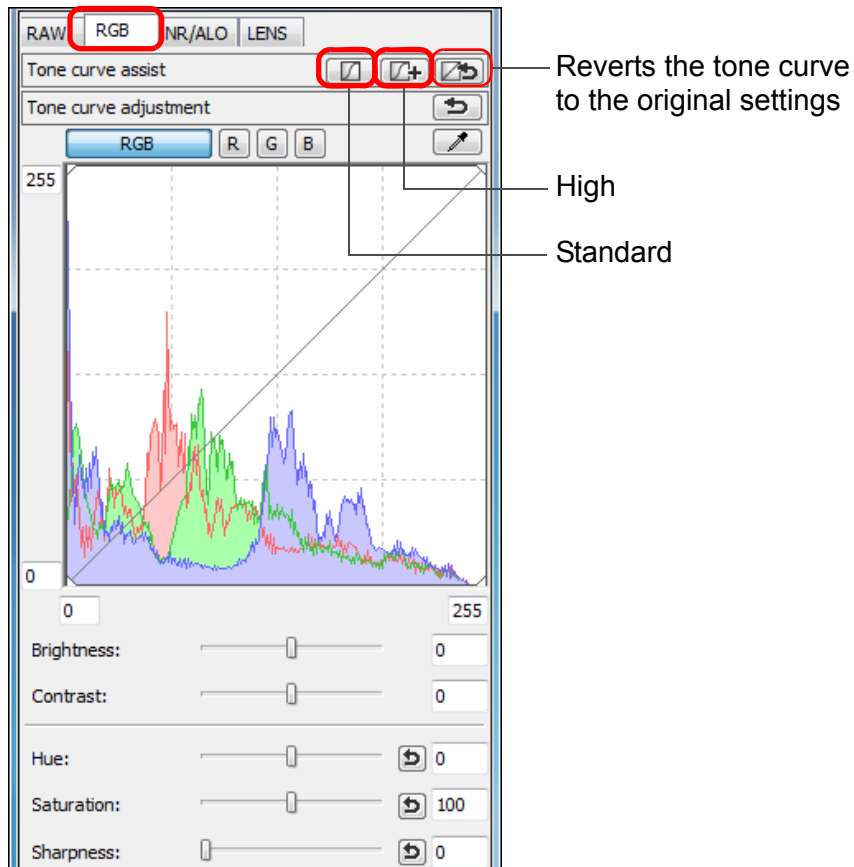 RAW RGB NR/ALO LENS
Tone curve assist
Reverts the tone curve
to the original settings
Tone curve adjustment
RGB R G B
High
255
Standard
0
0 255
Brightness: 0
Contrast: 0
Hue: 0
Saturation: 100
Sharpness: 0